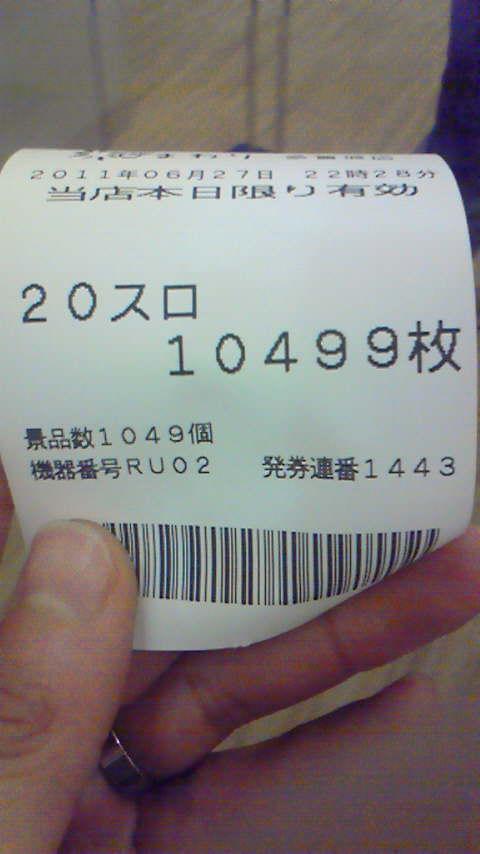 2011年06月27日　22時28分
当店本日限り有効
20スロ
10499枚
景品数1049個
機器番号RU02　発券連番1443